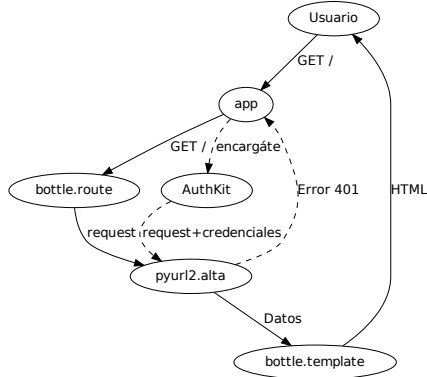 Usuario
GET /
app
GET /
encargáte
bottle.route
AuthKit
Error 401
HTML
request
request+credenciales
pyurl2.alta
Datos
bottle.template